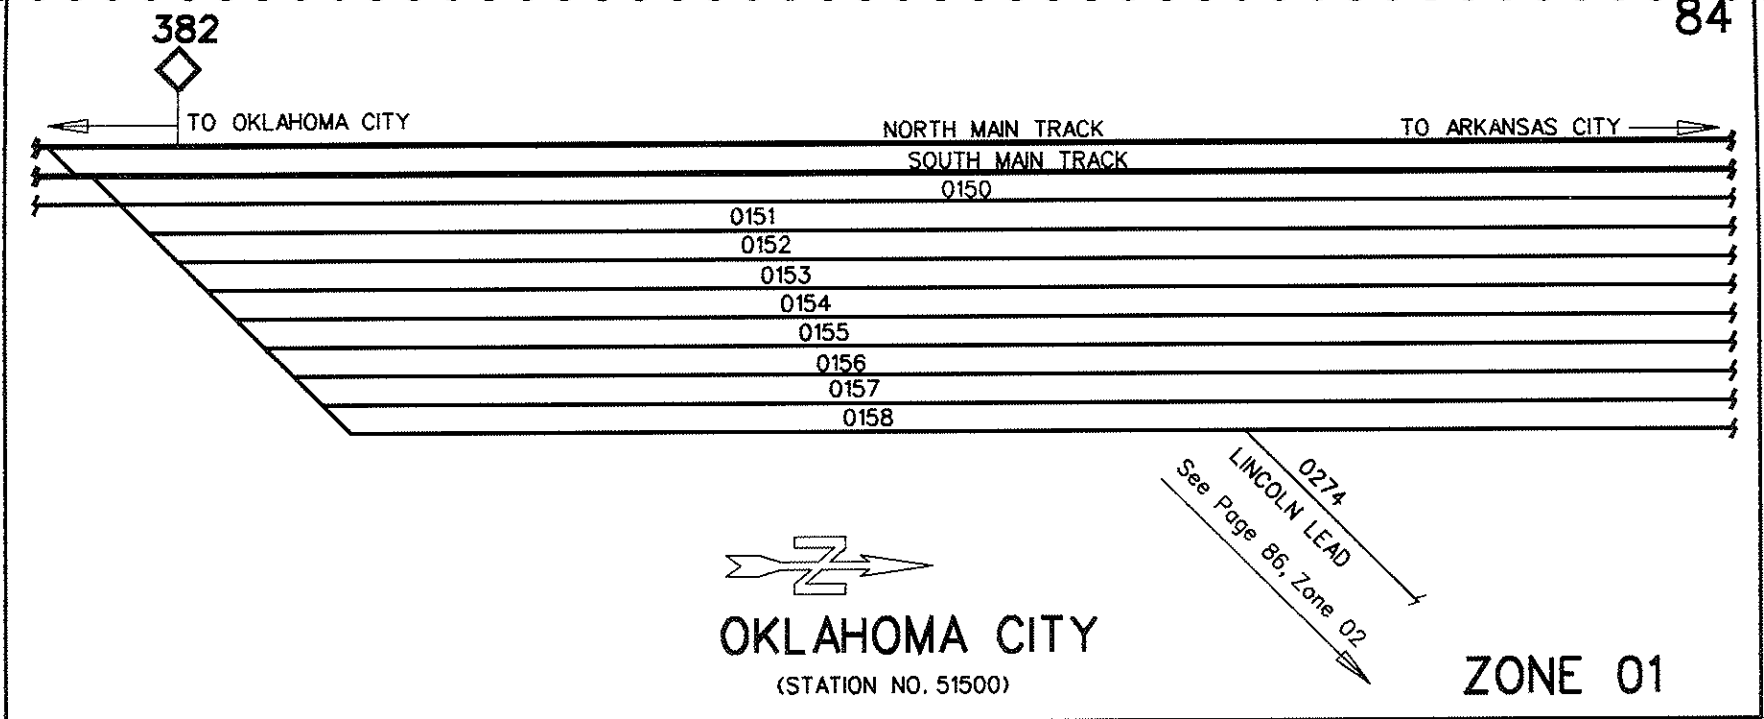 84
382
TO OKLAHOMA CITY
NORTH MAIN TRACK
TO ARKANSAS CITY
SOUTH MAIN TRACK
0150
0151
0152
0153
0154
0155
0156
0157
0158
0274
LINCOLN LEAD
See Page 86, Zone 02
N
OKLAHOMA CITY
(STATION NO. 51500)
ZONE 01